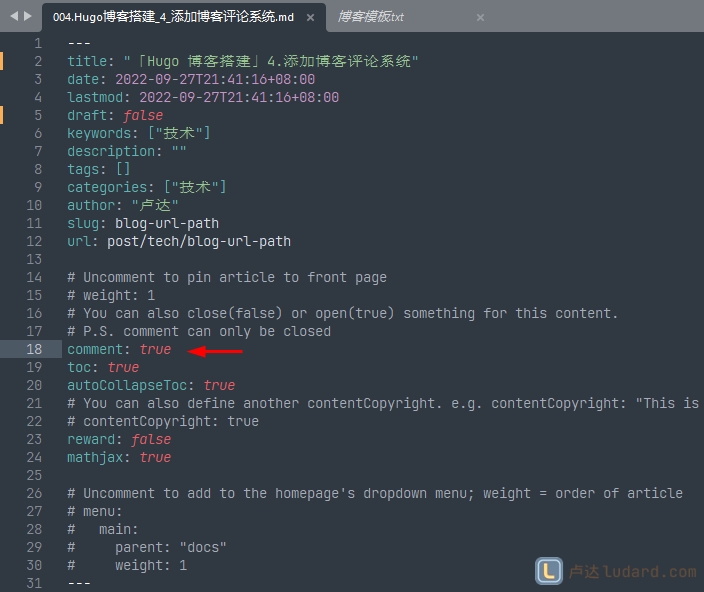 004.Hugo博客搭建_4_添加博客评论系统.md × 博客模板.txt ×
1 ---
2 title: "「Hugo 博客搭建」4.添加博客评论系统"
3 date: 2022-09-27T21:41:16+08:00
4 lastmod: 2022-09-27T21:41:16+08:00
5 draft: false
6 keywords: ["技术"]
7 description: ""
8 tags: []
9 categories: ["技术"]
10 author: "卢达"
11 slug: blog-url-path
12 url: post/tech/blog-url-path
13
14 # Uncomment to pin article to front page
15 # weight: 1
16 # You can also close(false) or open(true) something for this content.
17 # P.S. comment can only be closed
18 comment: true
19 toc: true
20 autoCollapseToc: true
21 # You can also define another contentCopyright. e.g. contentCopyright: "This is
22 # contentCopyright: true
23 reward: false
24 mathjax: true
25
26 # Uncomment to add to the homepage's dropdown menu; weight = order of article
27 # menu:
28 #   main:
29 #     parent: "docs"
30 #     weight: 1
31 ---
L 卢达ludard.com